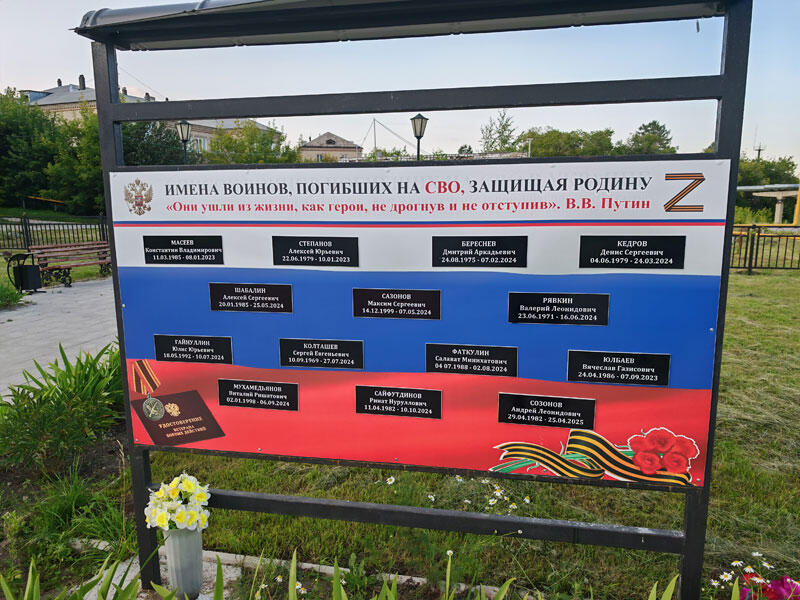 ИМЕНА ВОИНОВ, ПОГИБШИХ НА СВО, ЗАЩИЩАЯ РОДИНУ
«Они ушли из жизни, как герои, не дрогнув и не отступив». В.В. Путин
Z
МАСЕЕВ
Константин Владимирович
11.03.1985 - 08.01.2023
СТЕПАНОВ
Алексей Юрьевич
22.06.1979 - 10.01.2023
БЕРЕСНЕВ
Дмитрий Аркадьевич
24.08.1975 - 07.02.2024
КЕДРОВ
Денис Сергеевич
04.06.1979 - 24.03.2024
ШАБАЛИН
Алексей Сергеевич
20.01.1985 - 25.05.2024
САЗОНОВ
Максим Сергеевич
14.12.1999 - 07.05.2024
РЯВКИН
Валерий Леонидович
23.06.1971 - 16.06.2024
ГАЙНУЛЛИН
Юлис Юрьевич
18.05.1992 - 10.07.2024
КОЛТАШЕВ
Сергей Евгеньевич
10.09.1969 - 27.07.2024
ФАТКУЛИН
Салават Минихатович
04.07.1988 - 02.08.2024
ЮЛБАЕВ
Вячеслав Газисович
24.04.1986 - 07.09.2023
МУХАМЕДЬЯНОВ
Виталий Ришатович
02.01.1998 - 06.09.2024
САЙФУТДИНОВ
Ринат Нуруллович
11.04.1982 - 10.10.2024
СОЗОНОВ
Андрей Леонидович
29.04.1982 - 25.04.2025
УДОСТОВЕРЕНИЕ
ВЕТЕРАНА
БОЕВЫХ ДЕЙСТВИЙ